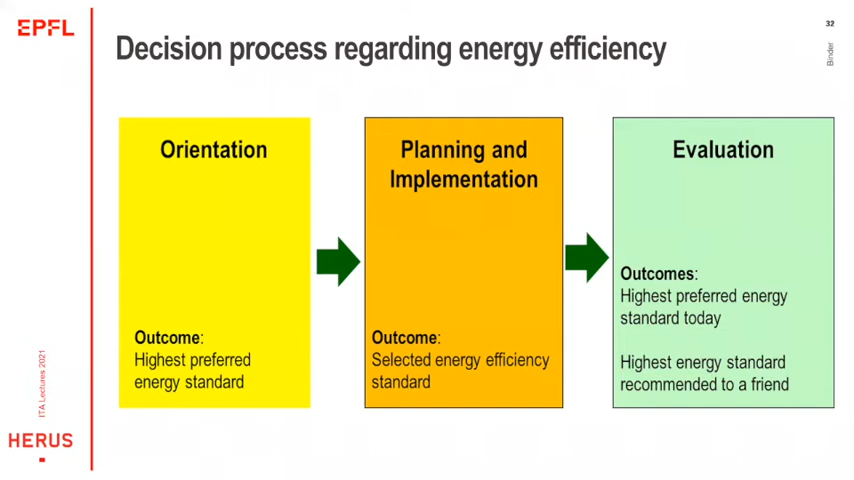 EPFL
32
Decision process regarding energy efficiency
Binder
Orientation
Outcome:
Highest preferred
energy standard
Planning and
Implementation
Outcome:
Selected energy efficiency
standard
Evaluation
Outcomes:
Highest preferred energy
standard today
Highest energy standard
recommended to a friend
ITA Lectures 2021
HERUS